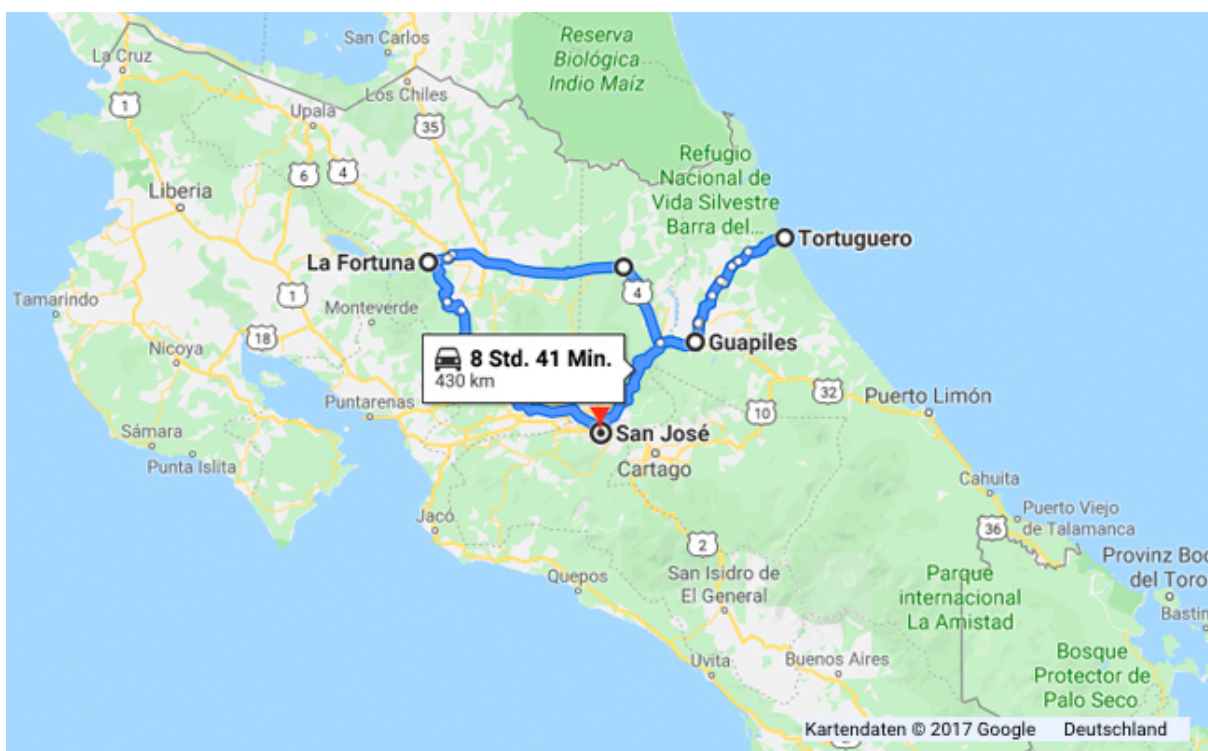 San Carlos
Reserva
Biológica
Indio Maíz
La Cruz
1
Los Chiles
Upala
35
Refugio
Nacional de
Vida Silvestre
Barra del...
6
4
Liberia
Tortuguero
La Fortuna
4
Tamarindo
1
Monteverde
18
Guapiles
8 Std. 41 Min.
430 km
Nicoya
32
Puerto Limón
Puntarenas
10
San José
Sámara
Punta Islita
Cartago
Cahuita
Jacó
Puerto Viejo
de Talamanca
36
2
Provinz Boc
del Toro
San Isidro de
El General
Quepos
Parque
internacional
La Amistad
Bastin
Uvita
Buenos Aires
Bosque
Protector de
Palo Seco
Kartendaten © 2017 Google Deutschland